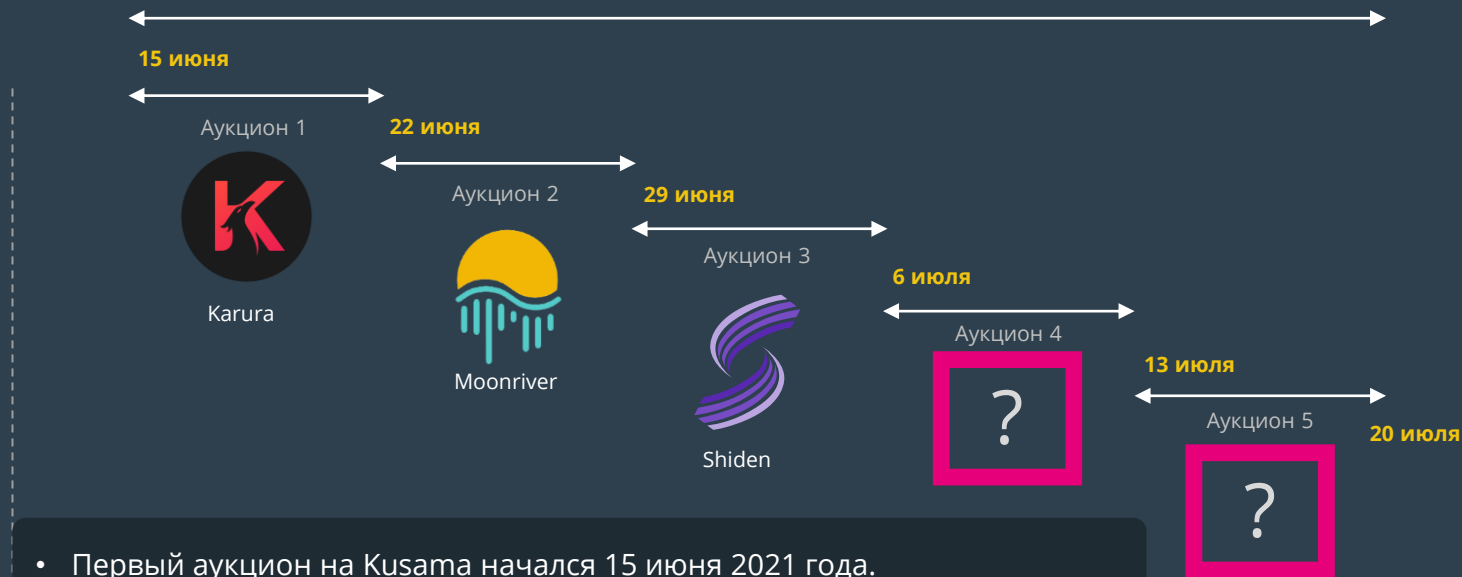 15 июня
Аукцион 1
22 июня
Karura
Аукцион 2
29 июня
Moonriver
Аукцион 3
6 июля
Shiden
Аукцион 4
?
13 июля
Аукцион 5
20 июля
?
• Первый аукцион на Kusama начался 15 июня 2021 года.